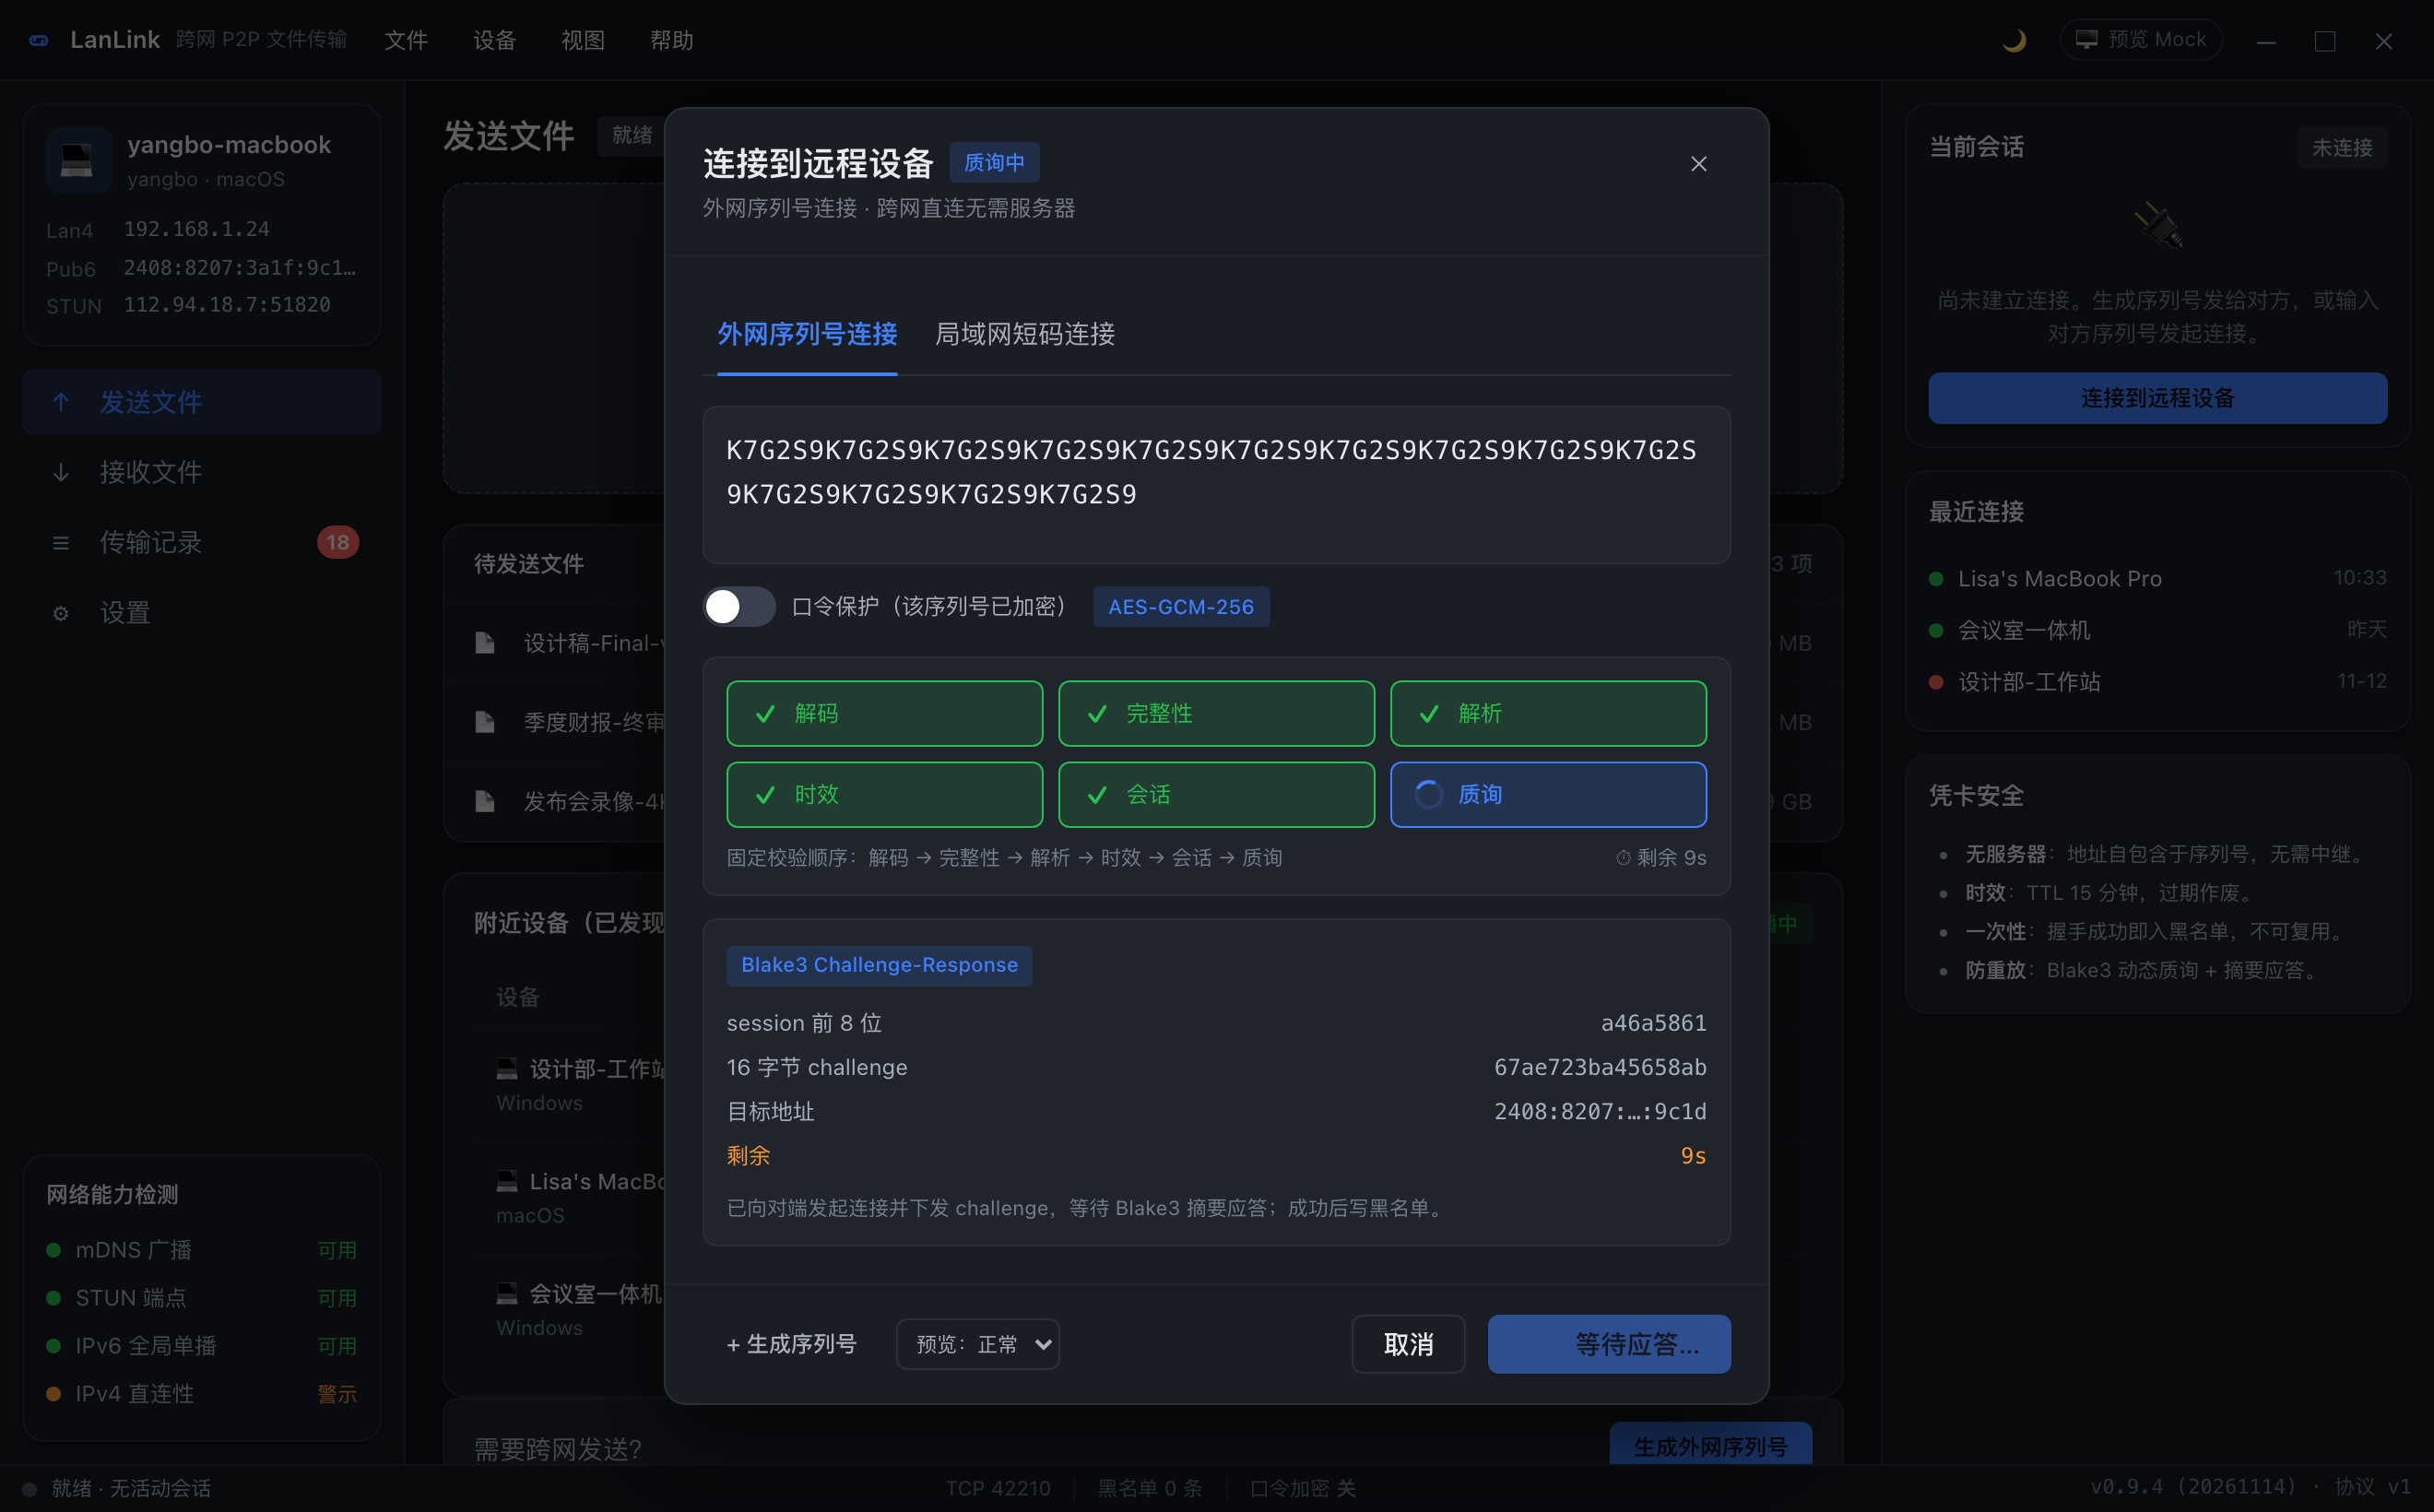 LanLink 跨网 P2P 文件传输 文件 设备 视图 帮助
预览 Mock
yangbo-macbook
yangbo · macOS
Lan4 192.168.1.24
Pub6 2408:8207:3a1f:9c1…
STUN 112.94.18.7:51820
发送文件
接收文件
传输记录 18
设置
网络能力检测
mDNS 广播 可用
STUN 端点 可用
IPv6 全局单播 可用
IPv4 直连性 警示
发送文件 就绪
待发送文件
3 项
设计稿-Final-
MB
季度财报-终审
MB
发布会录像-4
GB
附近设备（已发现
播中
设备
设计部-工作站
Windows
Lisa's MacBo
macOS
会议室一体机
Windows
需要跨网发送?
生成外网序列号
连接到远程设备 质询中
外网序列号连接 · 跨网直连无需服务器
外网序列号连接 局域网短码连接
K7G2S9K7G2S9K7G2S9K7G2S9K7G2S9K7G2S9K7G2S9K7G2S9K7G2S9K7G2S
9K7G2S9K7G2S9K7G2S9K7G2S9
口令保护（该序列号已加密） AES-GCM-256
解码 完整性 解析
时效 会话 质询
固定校验顺序：解码 → 完整性 → 解析 → 时效 → 会话 → 质询
⏱ 剩余 9s
Blake3 Challenge-Response
session 前 8 位 a46a5861
16 字节 challenge 67ae723ba45658ab
目标地址 2408:8207:…:9c1d
剩余 9s
已向对端发起连接并下发 challenge，等待 Blake3 摘要应答；成功后写黑名单。
+ 生成序列号 预览：正常 取消 等待应答...
当前会话 未连接
尚未建立连接。生成序列号发给对方，或输入
对方序列号发起连接。
连接到远程设备
最近连接
Lisa's MacBook Pro 10:33
会议室一体机 昨天
设计部-工作站 11-12
凭卡安全
• 无服务器：地址自包含于序列号，无需中继。
• 时效：TTL 15 分钟，过期作废。
• 一次性：握手成功即入黑名单，不可复用。
• 防重放：Blake3 动态质询 + 摘要应答。
就绪 · 无活动会话
TCP 42210 黑名单 0 条 口令加密 关
v0.9.4 (20261114) · 协议 v1